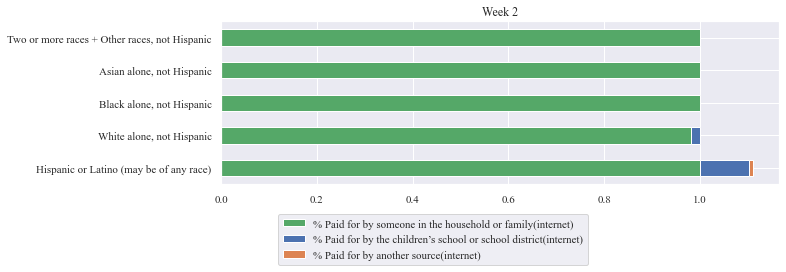 Week 2
Two or more races + Other races, not Hispanic
Asian alone, not Hispanic
Black alone, not Hispanic
White alone, not Hispanic
Hispanic or Latino (may be of any race)
0.0 0.2 0.4 0.6 0.8 1.0
% Paid for by someone in the household or family(internet)
% Paid for by the children’s school or school district(internet)
% Paid for by another source(internet)